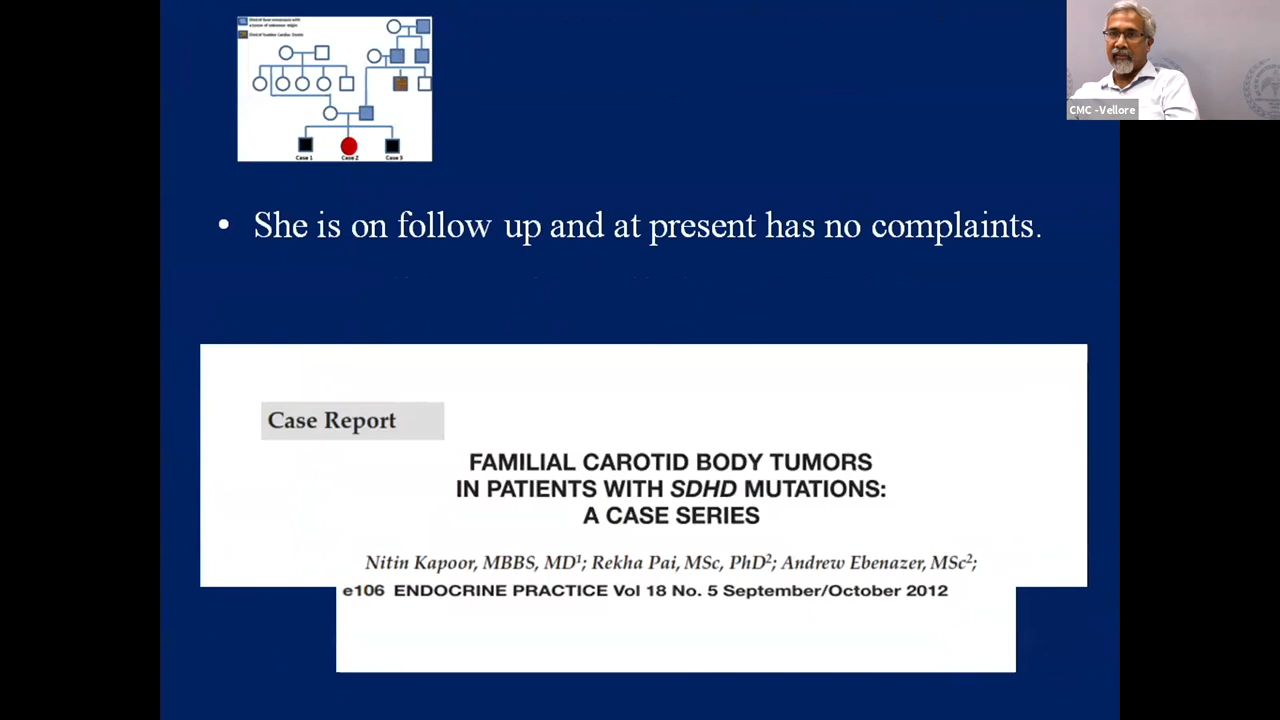 Case 1 Case 2 Case 3
CMC -Vellore
• She is on follow up and at present has no complaints.
Case Report
FAMILIAL CAROTID BODY TUMORS
IN PATIENTS WITH SDHD MUTATIONS:
A CASE SERIES
Nitin Kapoor, MBBS, MD¹; Rekha Pai, MSc, PhD²; Andrew Ebenazer, MSc²;
e106 ENDOCRINE PRACTICE Vol 18 No. 5 September/October 2012